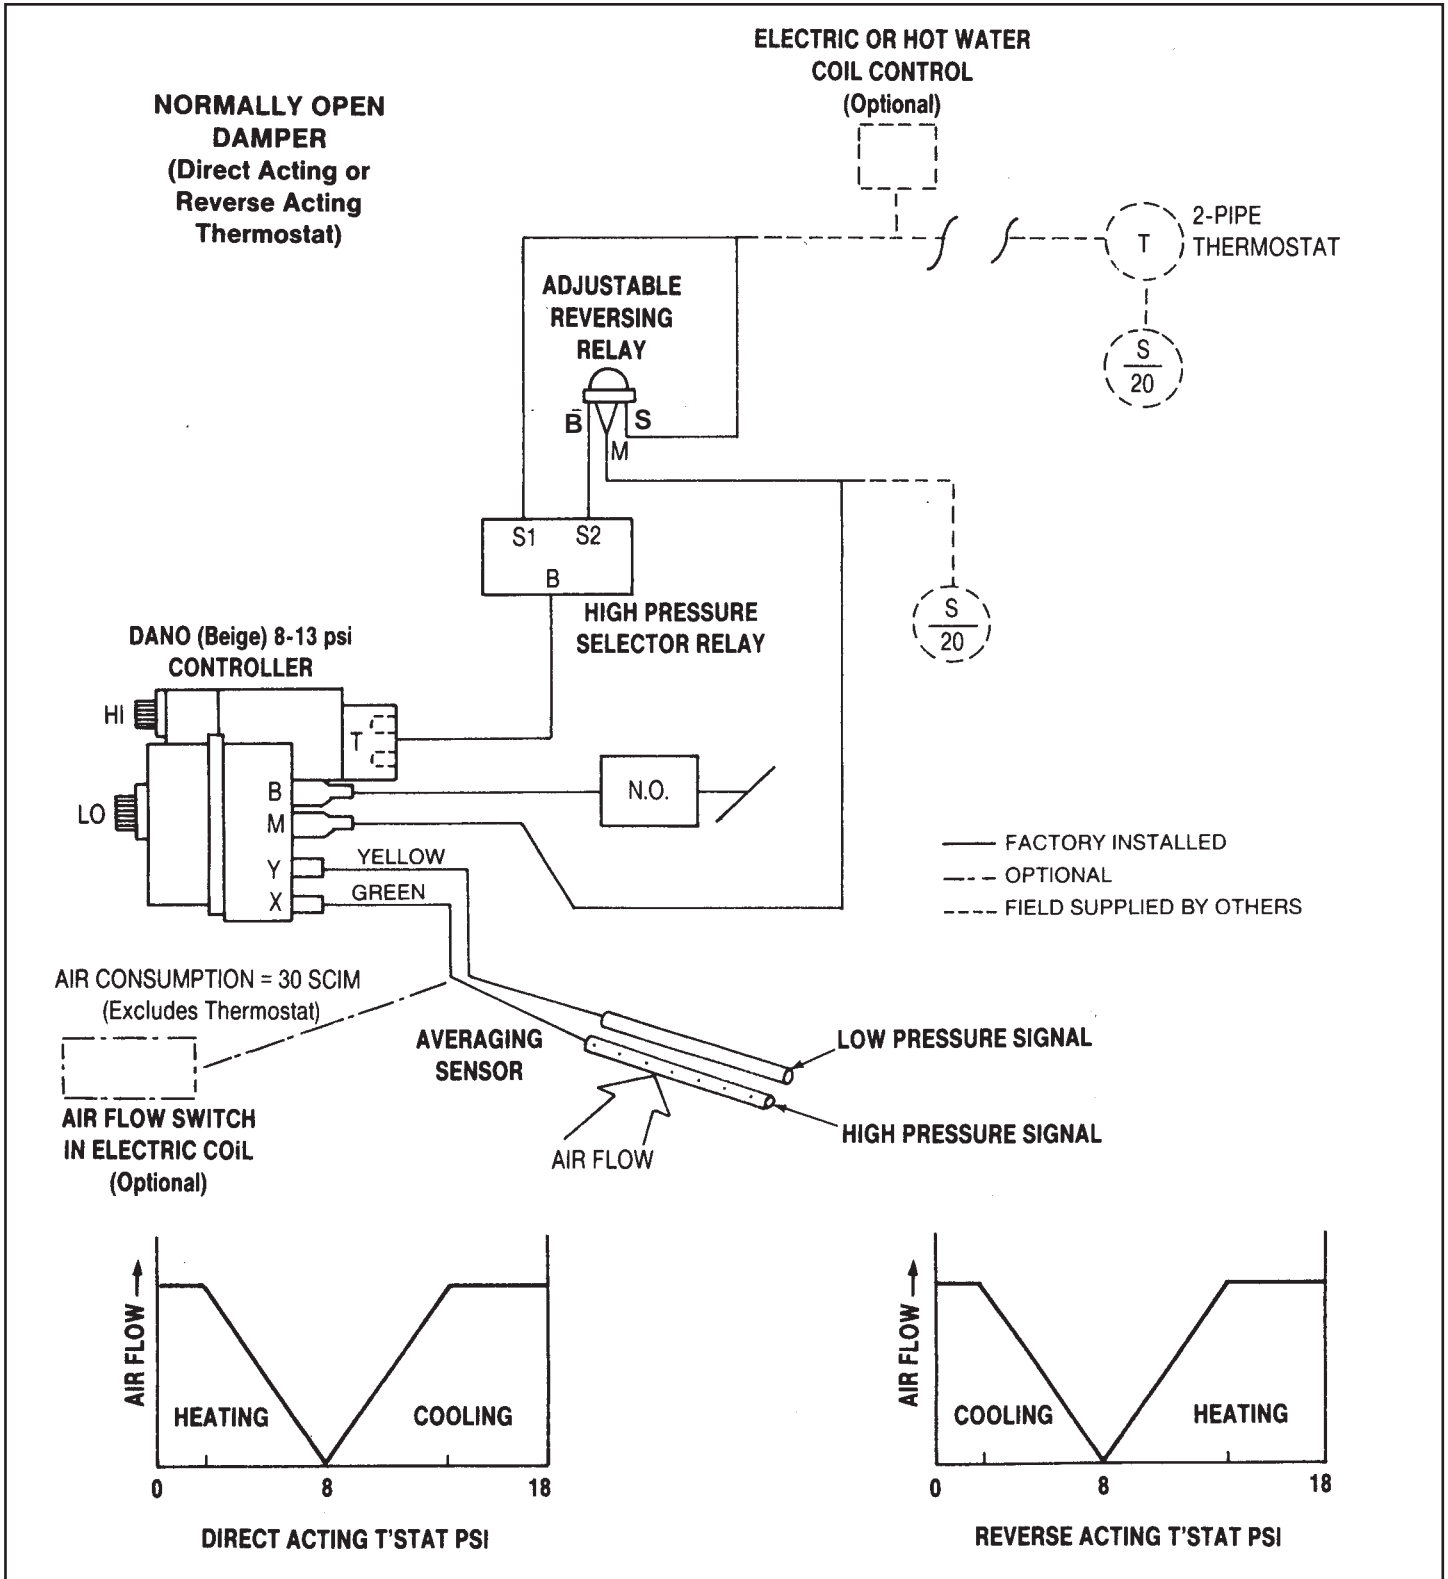 ELECTRIC OR HOT WATER
COIL CONTROL
(Optional)
NORMALLY OPEN
DAMPER
(Direct Acting or
Reverse Acting
Thermostat)
T
2-PIPE
THERMOSTAT
S
20
ADJUSTABLE
REVERSING
RELAY
B
S
M
S1
S2
B
HIGH PRESSURE
SELECTOR RELAY
S
20
DANO (Beige) 8-13 psi
CONTROLLER
HI
T
LO
B
M
Y
X
YELLOW
GREEN
N.O.
FACTORY INSTALLED
OPTIONAL
FIELD SUPPLIED BY OTHERS
AIR CONSUMPTION = 30 SCIM
(Excludes Thermostat)
AVERAGING
SENSOR
LOW PRESSURE SIGNAL
HIGH PRESSURE SIGNAL
AIR FLOW
AIR FLOW SWITCH
IN ELECTRIC COiL
(Optional)
AIR FLOW
HEATING
COOLING
0
8
18
DIRECT ACTING T'STAT PSI
AIR FLOW
COOLING
HEATING
0
8
18
REVERSE ACTING T'STAT PSI